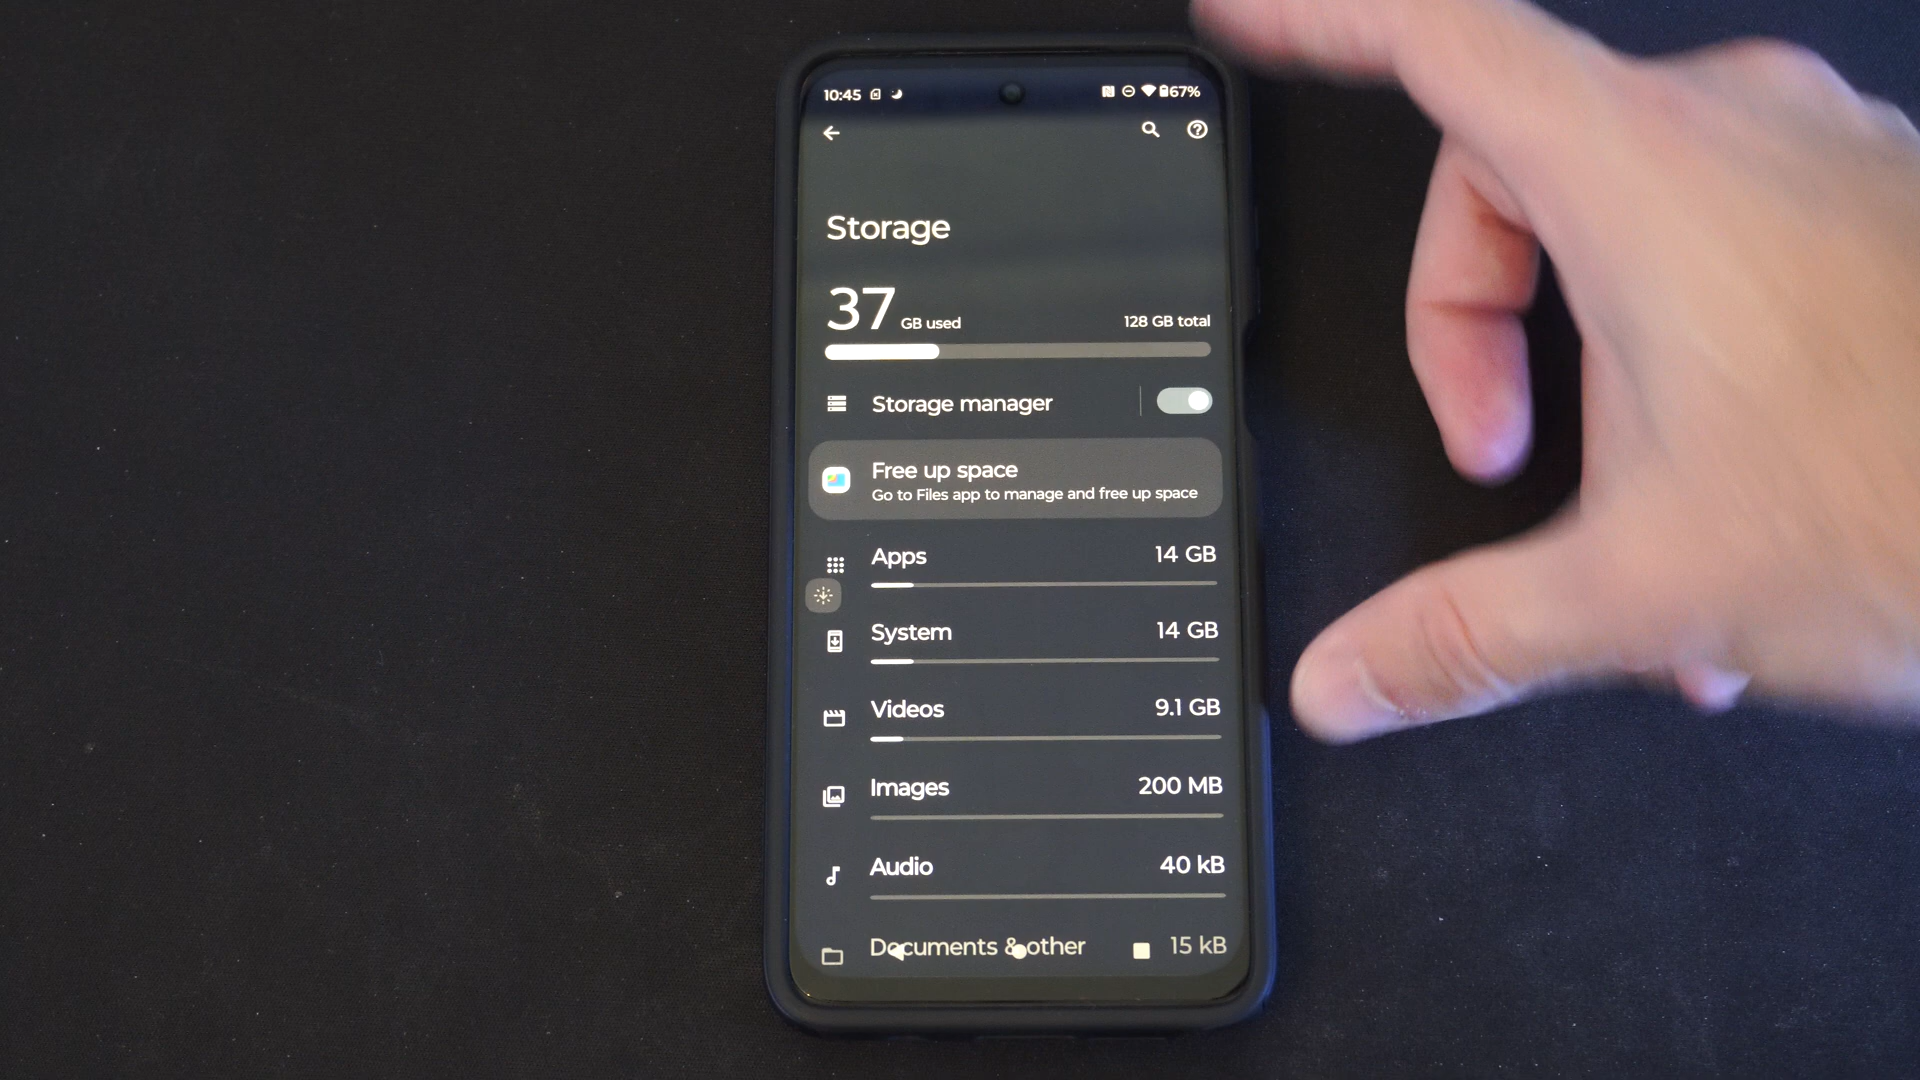 10:45 67%
Storage
37 GB used 128 GB total
Storage manager
Free up space
Go to Files app to manage and free up space
Apps 14 GB
System 14 GB
Videos 9.1 GB
Images 200 MB
Audio 40 kB
Documents & other 15 kB